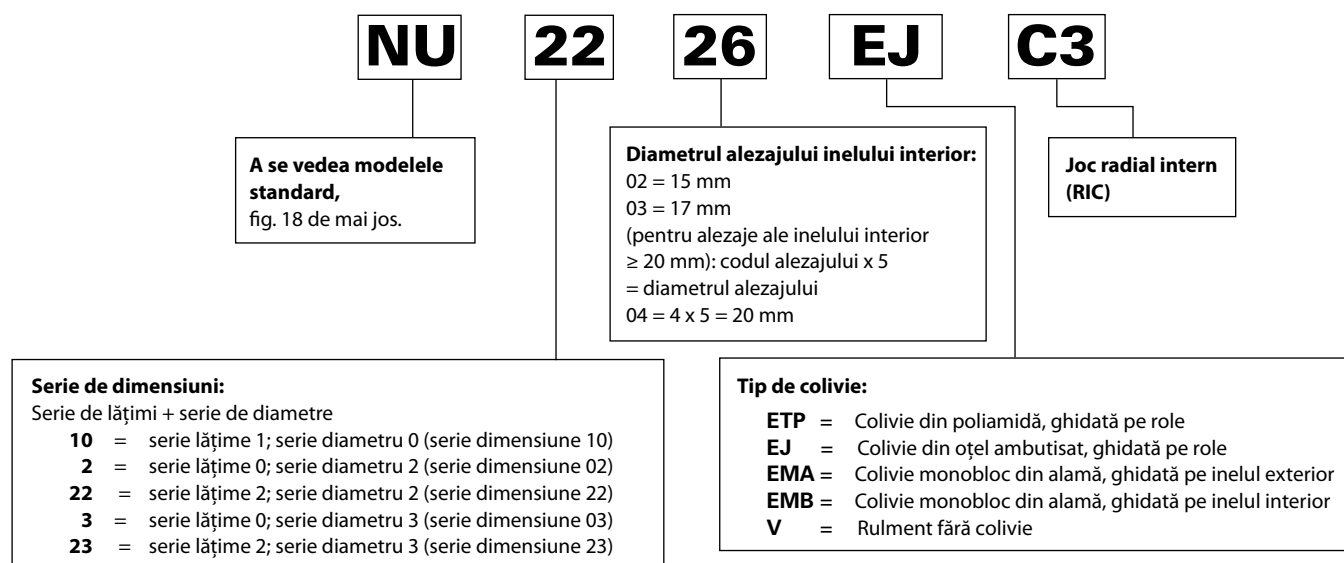 NU 22 26 EJ C3
A se vedea modelele
standard,
fig. 18 de mai jos.
Diametrul alezajului inelului interior:
02 = 15 mm
03 = 17 mm
(pentru alezaje ale inelului interior
≥ 20 mm): codul alezajului x 5
= diametrul alezajului
04 = 4 x 5 = 20 mm
Joc radial intern
(RIC)
Serie de dimensiuni:
Serie de lățimi + serie de diametre
10 = serie lățime 1; serie diametru 0 (serie dimensiune 10)
2 = serie lățime 0; serie diametru 2 (serie dimensiune 02)
22 = serie lățime 2; serie diametru 2 (serie dimensiune 22)
3 = serie lățime 0; serie diametru 3 (serie dimensiune 03)
23 = serie lățime 2; serie diametru 3 (serie dimensiune 23)
Tip de colivie:
ETP = Colivie din poliamidă, ghidată pe role
EJ = Colivie din oțel ambutisat, ghidată pe role
EMA = Colivie monobloc din alamă, ghidată pe inelul exterior
EMB = Colivie monobloc din alamă, ghidată pe inelul interior
V = Rulment fără colivie